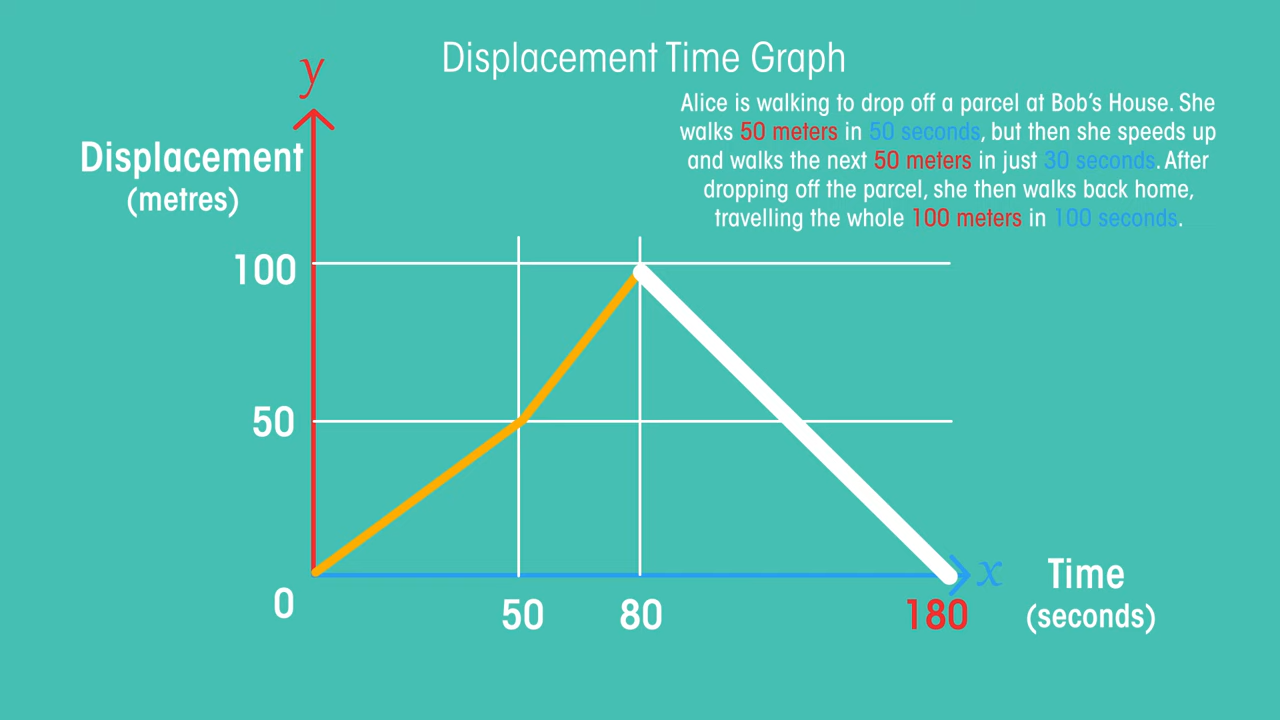 Displacement Time Graph
y
Alice is walking to drop off a parcel at Bob's House. She
walks 50 meters in 50 seconds, but then she speeds up
and walks the next 50 meters in just 30 seconds. After
dropping off the parcel, she then walks back home,
travelling the whole 100 meters in 100 seconds.
Displacement
(metres)
100
50
0
50
80
180
x
Time
(seconds)